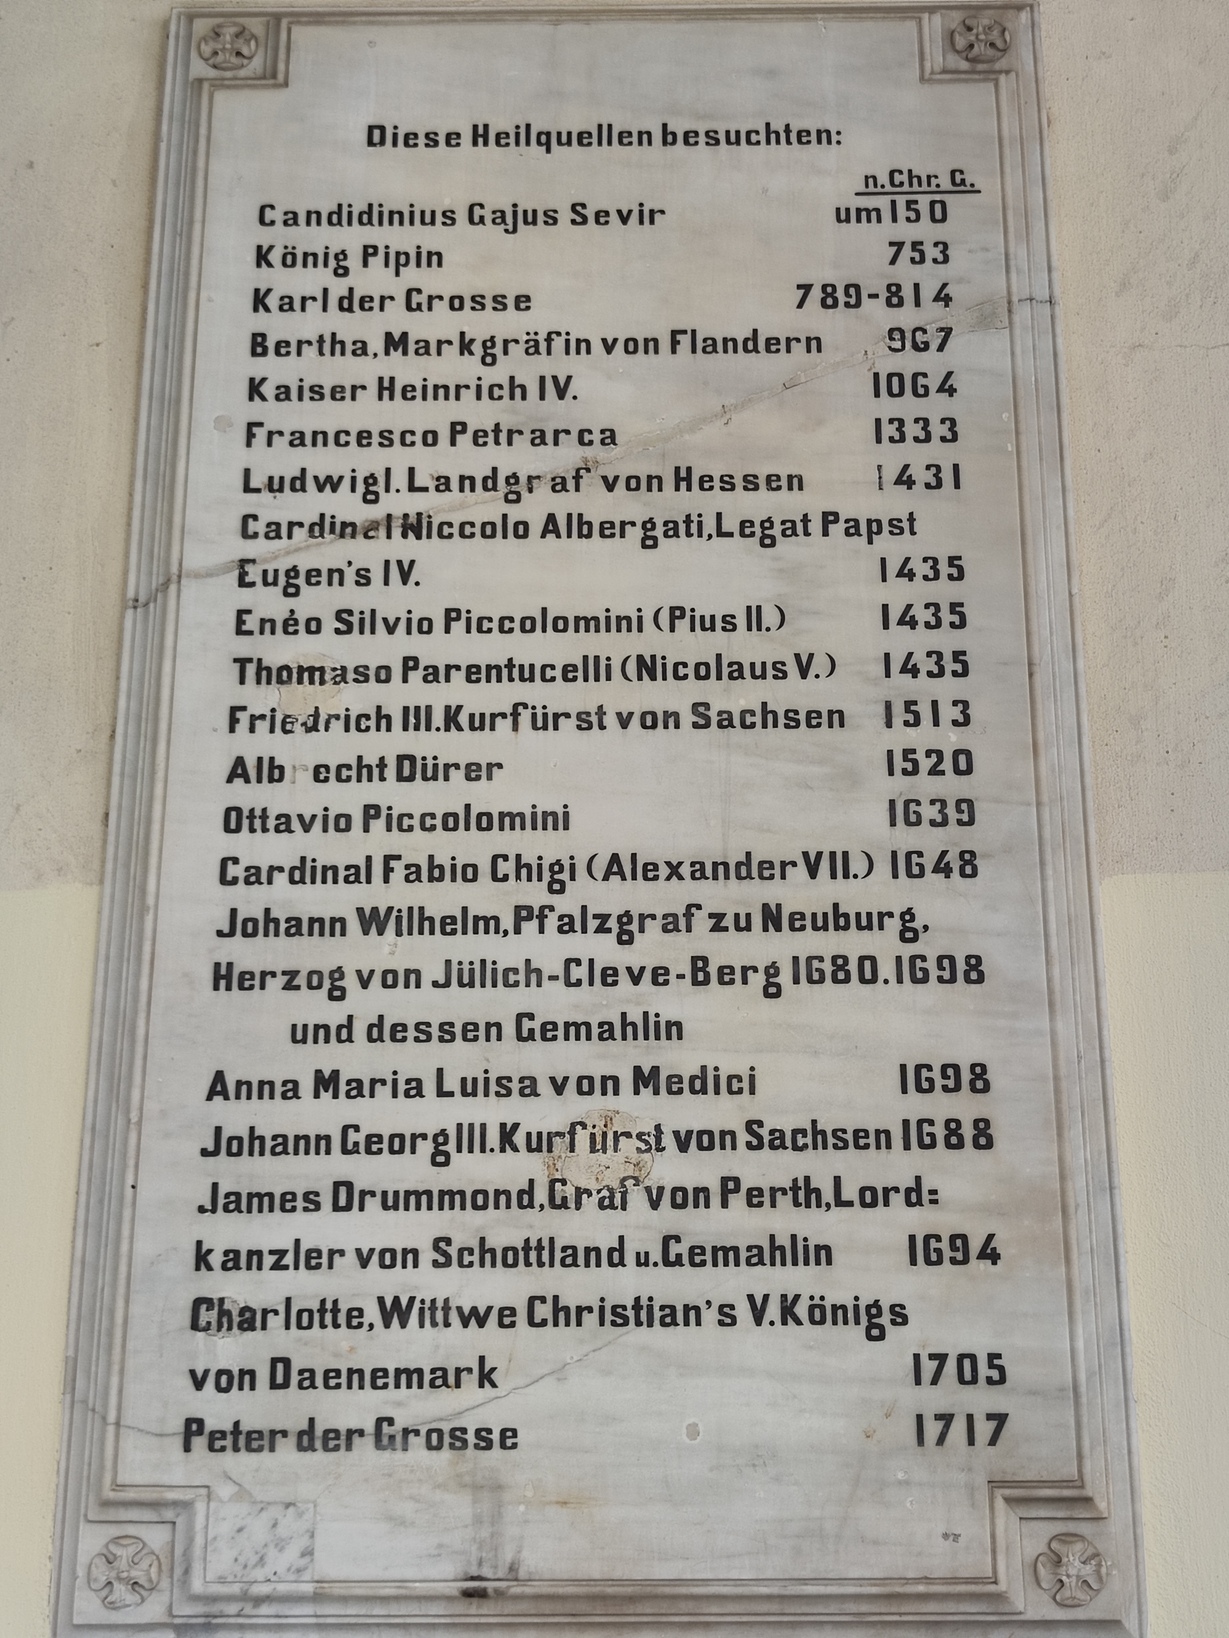 Diese Heilquellen besuchten:
n.Chr. G.
Candidinius Gajus Sevir um 150
König Pipin 753
Karl der Grosse 789-814
Bertha, Markgräfin von Flandern 967
Kaiser Heinrich IV. 1064
Francesco Petrarca 1333
Ludwig I. Landgraf von Hessen 1431
Cardinal Niccolo Albergati, Legat Papst
Eugen's IV. 1435
Enéo Silvio Piccolomini (Pius II.) 1435
Thomaso Parentucelli (Nicolaus V.) 1435
Friedrich III. Kurfürst von Sachsen 1513
Albrecht Dürer 1520
Ottavio Piccolomini 1639
Cardinal Fabio Chigi (Alexander VII.) 1648
Johann Wilhelm, Pfalzgraf zu Neuburg,
Herzog von Jülich-Cleve-Berg 1680.1698
und dessen Gemahlin
Anna Maria Luisa von Medici 1698
Johann Georg III. Kurfürst von Sachsen 1688
James Drummond, Graf von Perth, Lord=
kanzler von Schottland u. Gemahlin 1694
Charlotte, Wittwe Christian's V. Königs
von Daenemark 1705
Peter der Grosse 1717